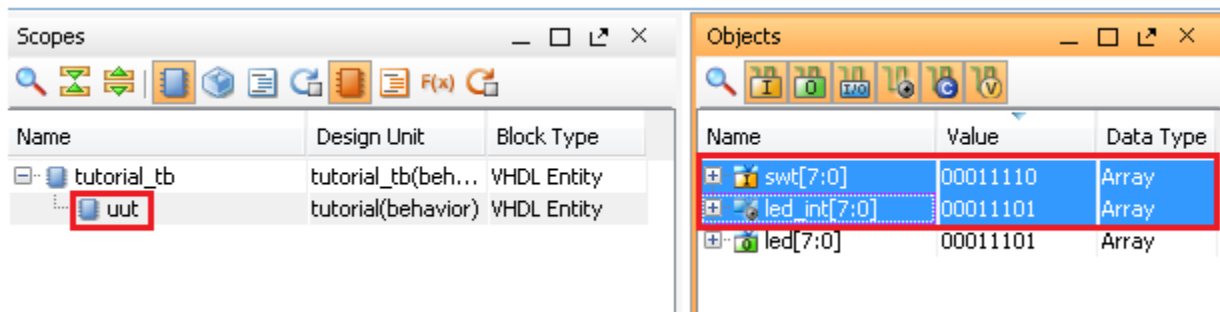 Scopes
F(x)
Name Design Unit Block Type
tutorial_tb tutorial_tb(beh... VHDL Entity
uut tutorial(behavior) VHDL Entity
Objects
I O I/O C V
Name Value Data Type
swt[7:0] 00011110 Array
led_int[7:0] 00011101 Array
led[7:0] 00011101 Array